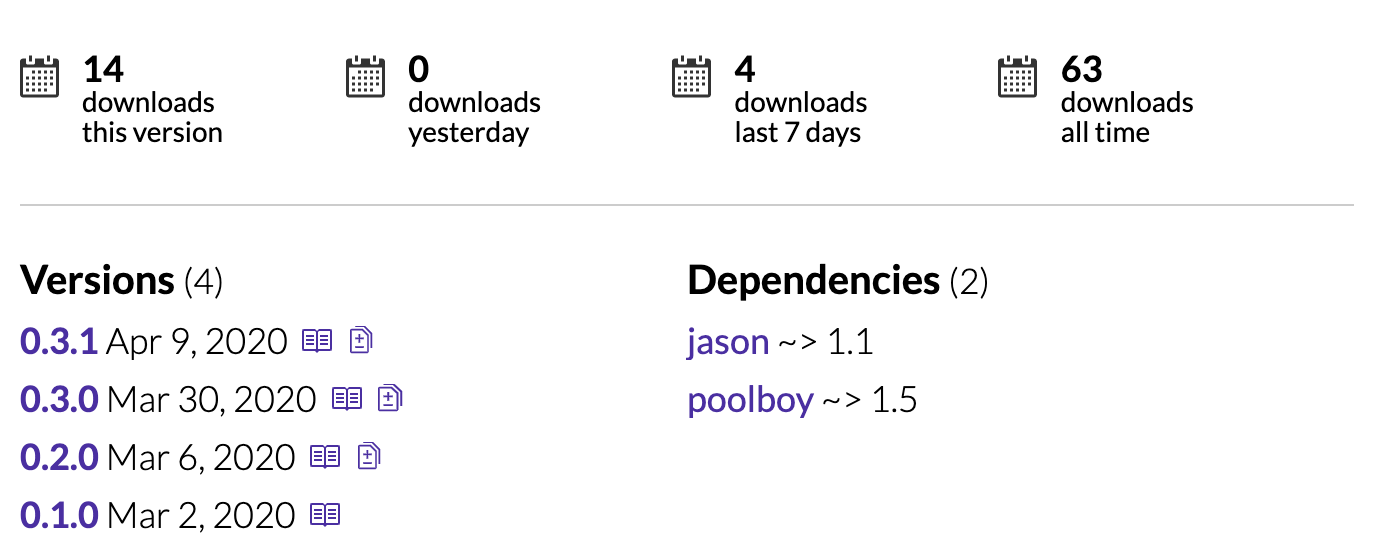 14
downloads
this version
0
downloads
yesterday
4
downloads
last 7 days
63
downloads
all time
Versions (4)
0.3.1 Apr 9, 2020
0.3.0 Mar 30, 2020
0.2.0 Mar 6, 2020
0.1.0 Mar 2, 2020
Dependencies (2)
jason ~> 1.1
poolboy ~> 1.5